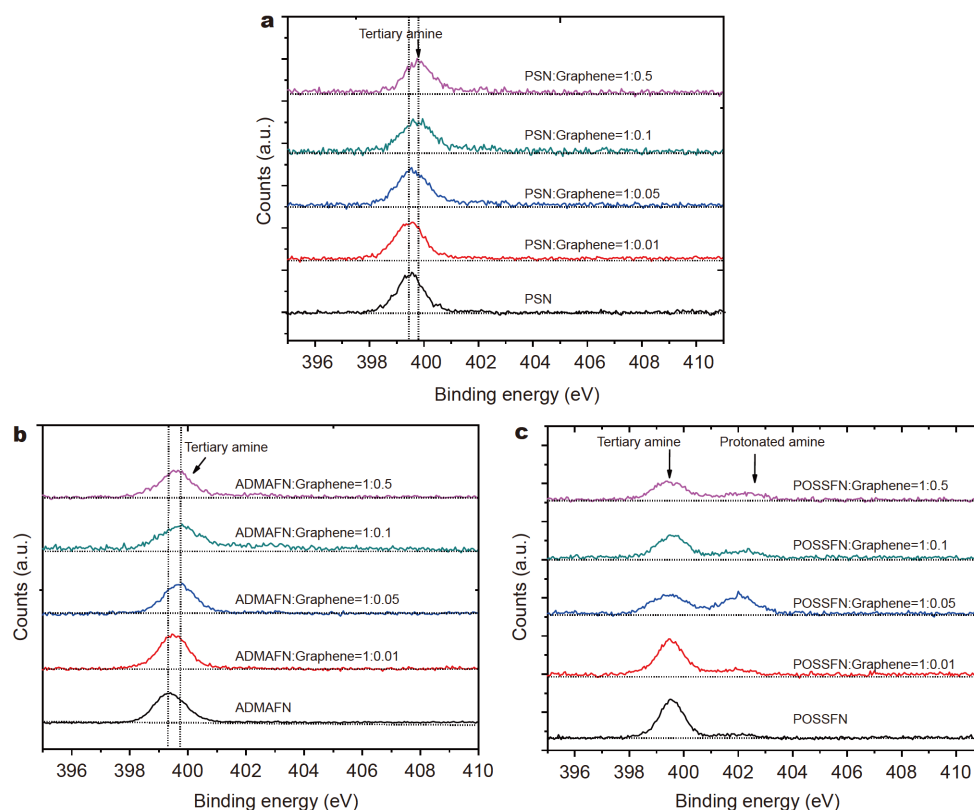 a
Tertiary amine
PSN:Graphene=1:0.5
PSN:Graphene=1:0.1
PSN:Graphene=1:0.05
PSN:Graphene=1:0.01
PSN
Counts (a.u.)
396 398 400 402 404 406 408 410
Binding energy (eV)
b
Tertiary amine
ADMAFN:Graphene=1:0.5
ADMAFN:Graphene=1:0.1
ADMAFN:Graphene=1:0.05
ADMAFN:Graphene=1:0.01
ADMAFN
Counts (a.u.)
396 398 400 402 404 406 408 410
Binding energy (eV)
c
Tertiary amine Protonated amine
POSSFN:Graphene=1:0.5
POSSFN:Graphene=1:0.1
POSSFN:Graphene=1:0.05
POSSFN:Graphene=1:0.01
POSSFN
Counts (a.u.)
396 398 400 402 404 406 408 410
Binding energy (eV)